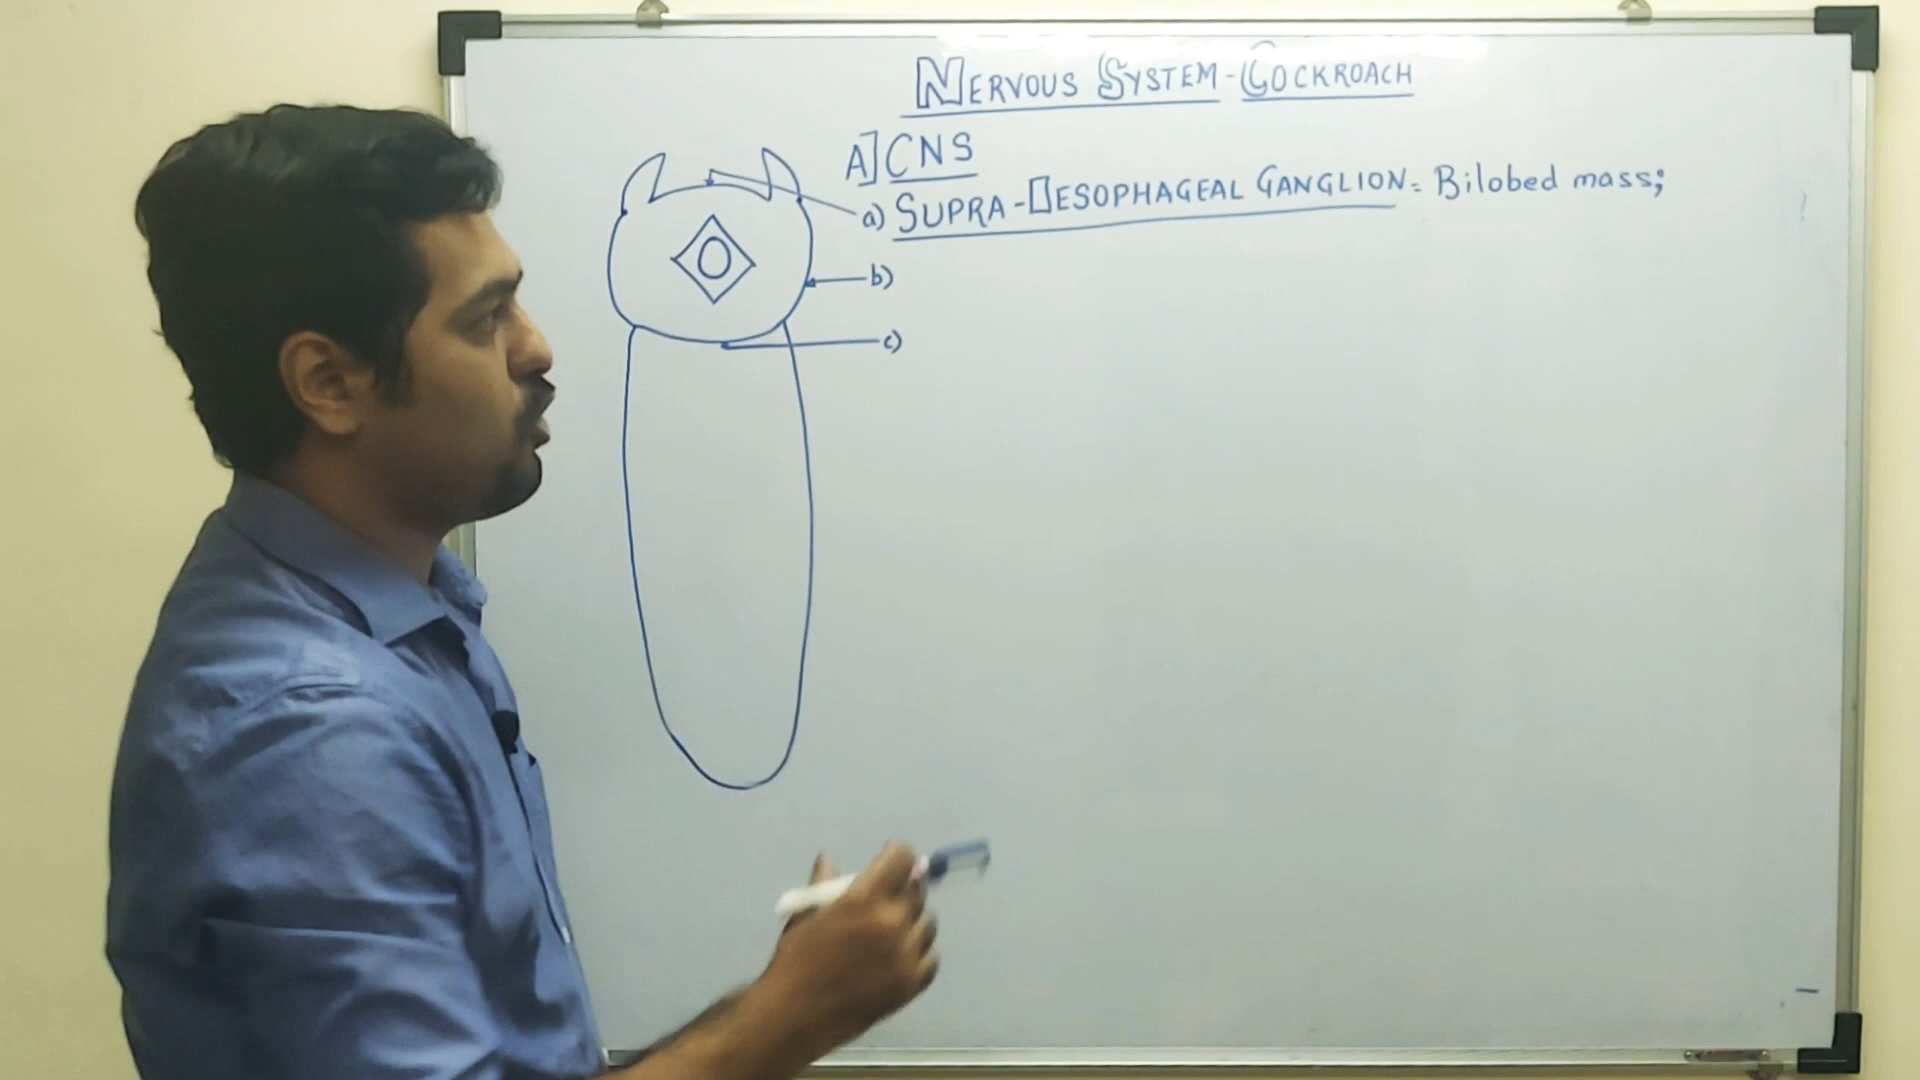 NERVOUS SYSTEM - COCKROACH
A] CNS
a) SUPRA-OESOPHAGEAL GANGLION = Bilobed mass;
b)
c)